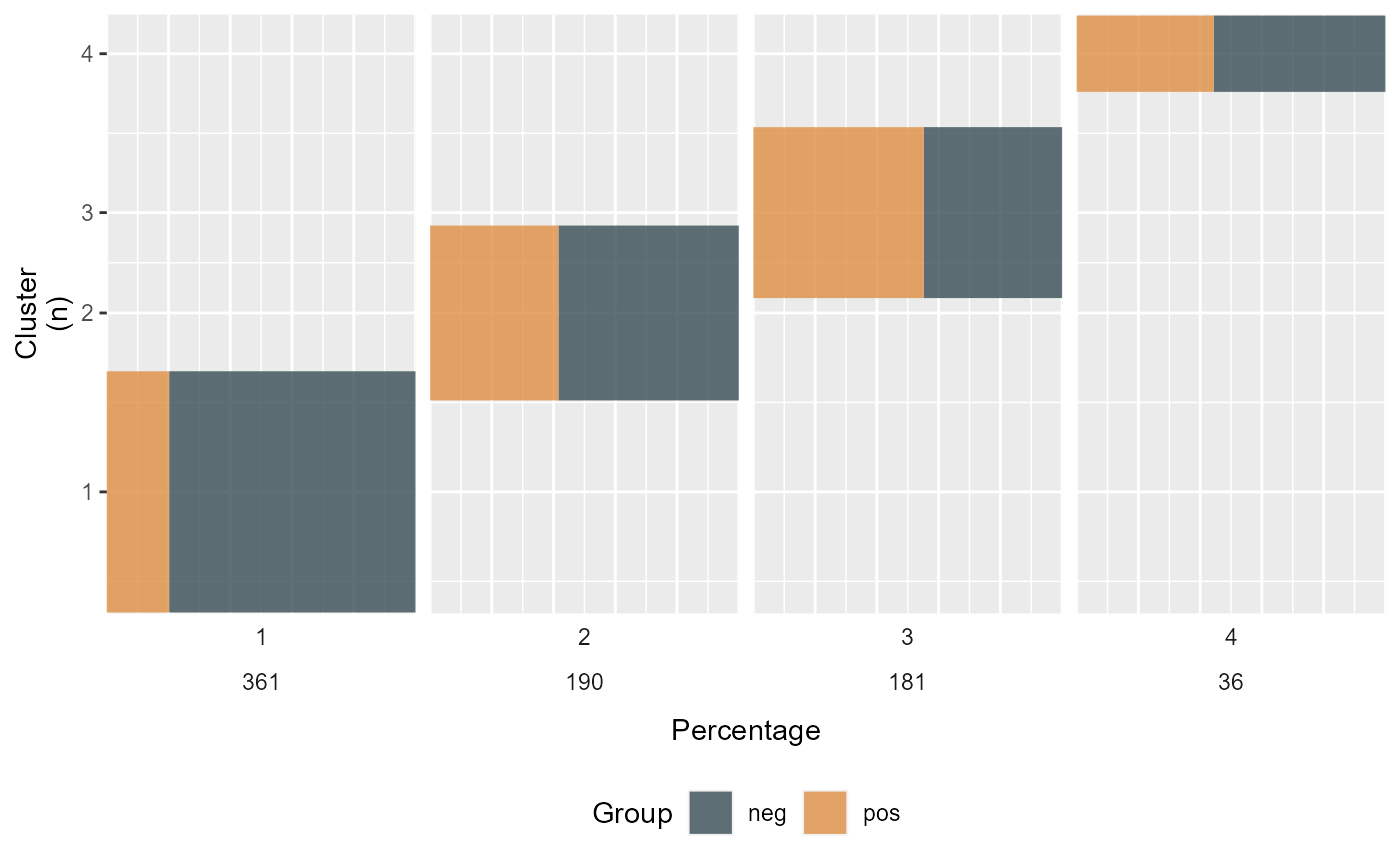 4
3
2
1
Cluster
(n)
1 2 3 4
361 190 181 36
Percentage
Group neg pos